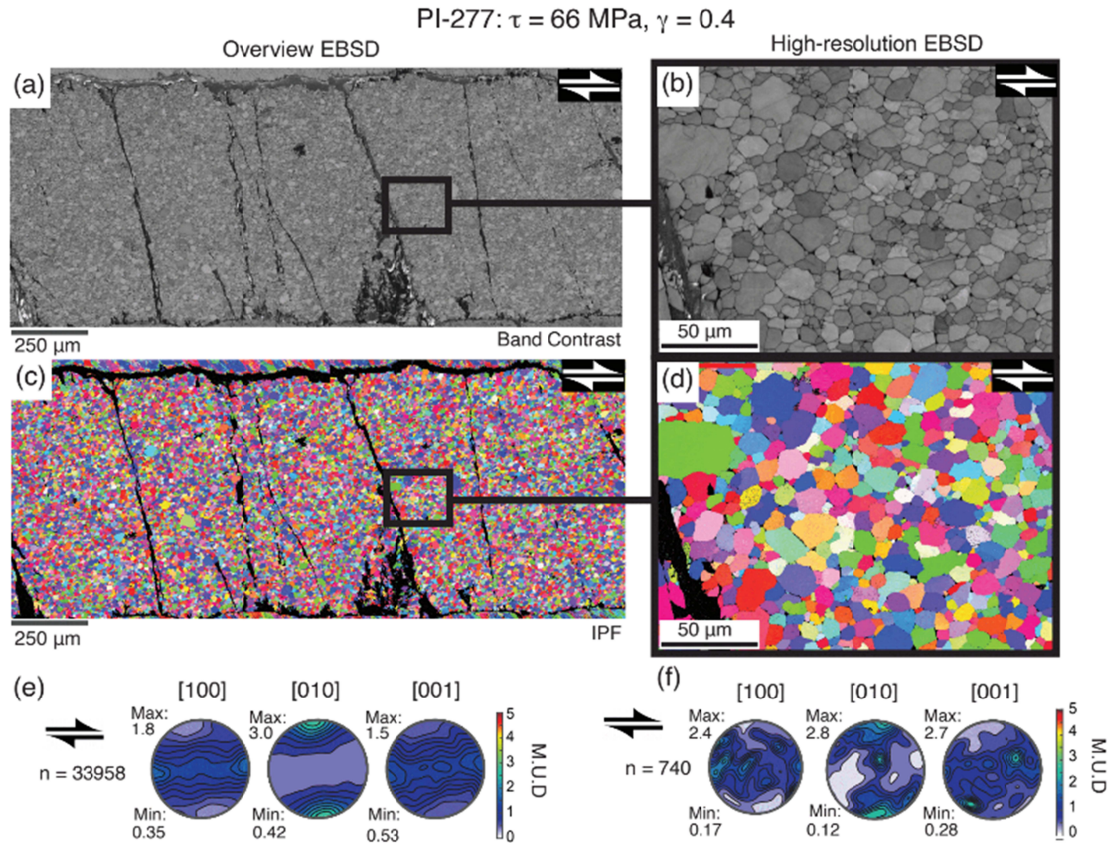 PI-277: τ = 66 MPa, γ = 0.4
Overview EBSD
High-resolution EBSD
(a)
(b)
250 µm
Band Contrast
50 µm
(c)
(d)
250 µm
IPF
50 µm
(e)
[100]
[010]
[001]
Max:
1.8
Max:
3.0
Max:
1.5
n = 33958
Min:
0.35
Min:
0.42
Min:
0.53
5
4
3
2
1
0
M.U.D
(f)
[100]
[010]
[001]
Max:
2.4
Max:
2.8
Max:
2.7
n = 740
Min:
0.17
Min:
0.12
Min:
0.28
5
4
3
2
1
0
M.U.D